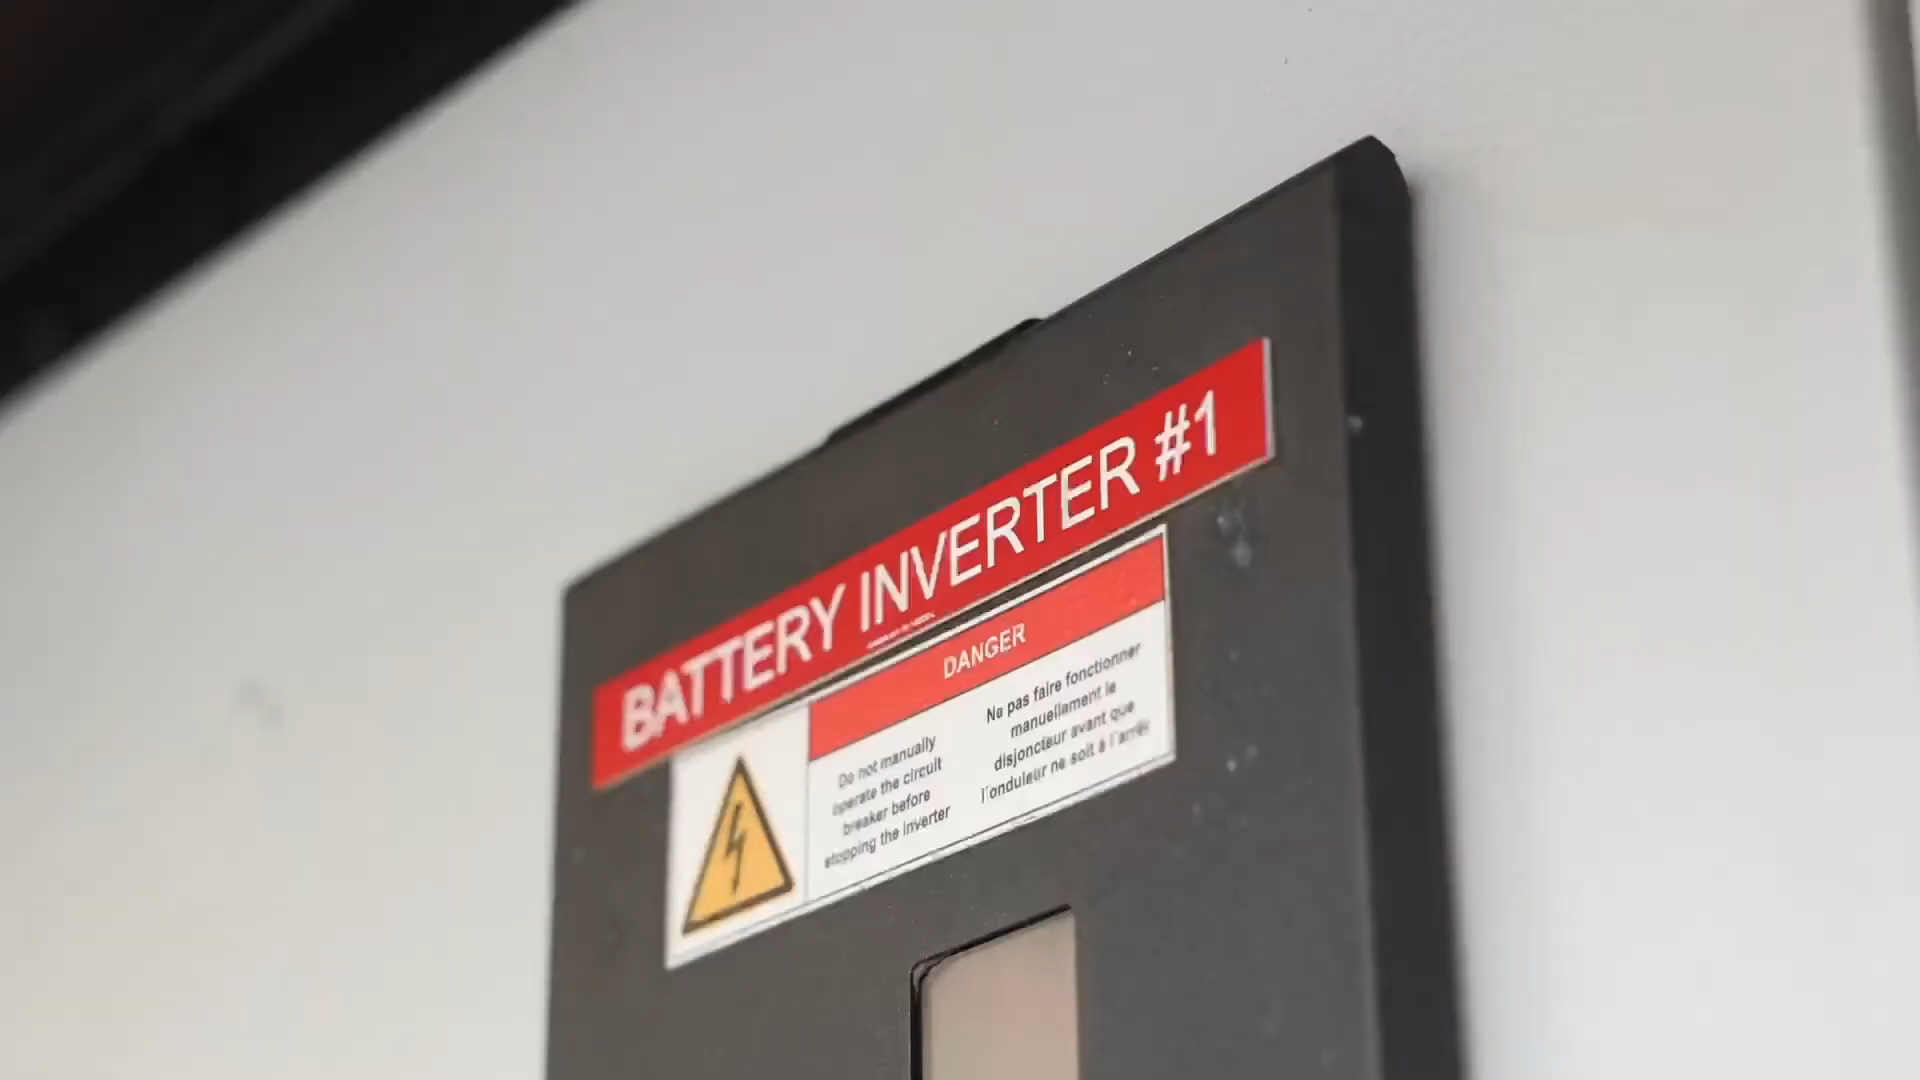 BATTERY INVERTER #1
DANGER
Do not manually
operate the circuit
breaker before
stopping the inverter
Ne pas faire fonctionner
manuellement le
disjoncteur avant que
l'onduleur ne soit à l'arrêt